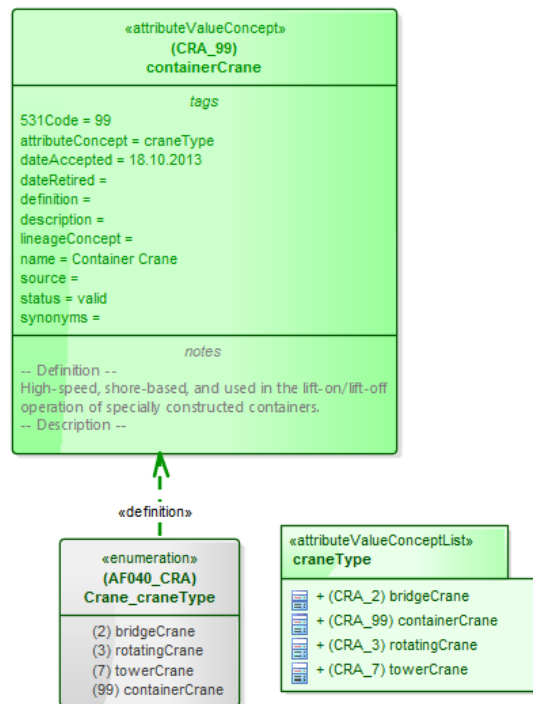 «attributeValueConcept»
(CRA_99)
containerCrane
tags
531Code = 99
attributeConcept = craneType
dateAccepted = 18.10.2013
dateRetired =
definition =
description =
lineageConcept =
name = Container Crane
source =
status = valid
synonyms =
notes
-- Definition --
High-speed, shore-based, and used in the lift-on/lift-off
operation of specially constructed containers.
-- Description --
«definition»
«enumeration»
(AF040_CRA)
Crane_craneType
(2) bridgeCrane
(3) rotatingCrane
(7) towerCrane
(99) containerCrane
«attributeValueConceptList»
craneType
+ (CRA_2) bridgeCrane
+ (CRA_99) containerCrane
+ (CRA_3) rotatingCrane
+ (CRA_7) towerCrane